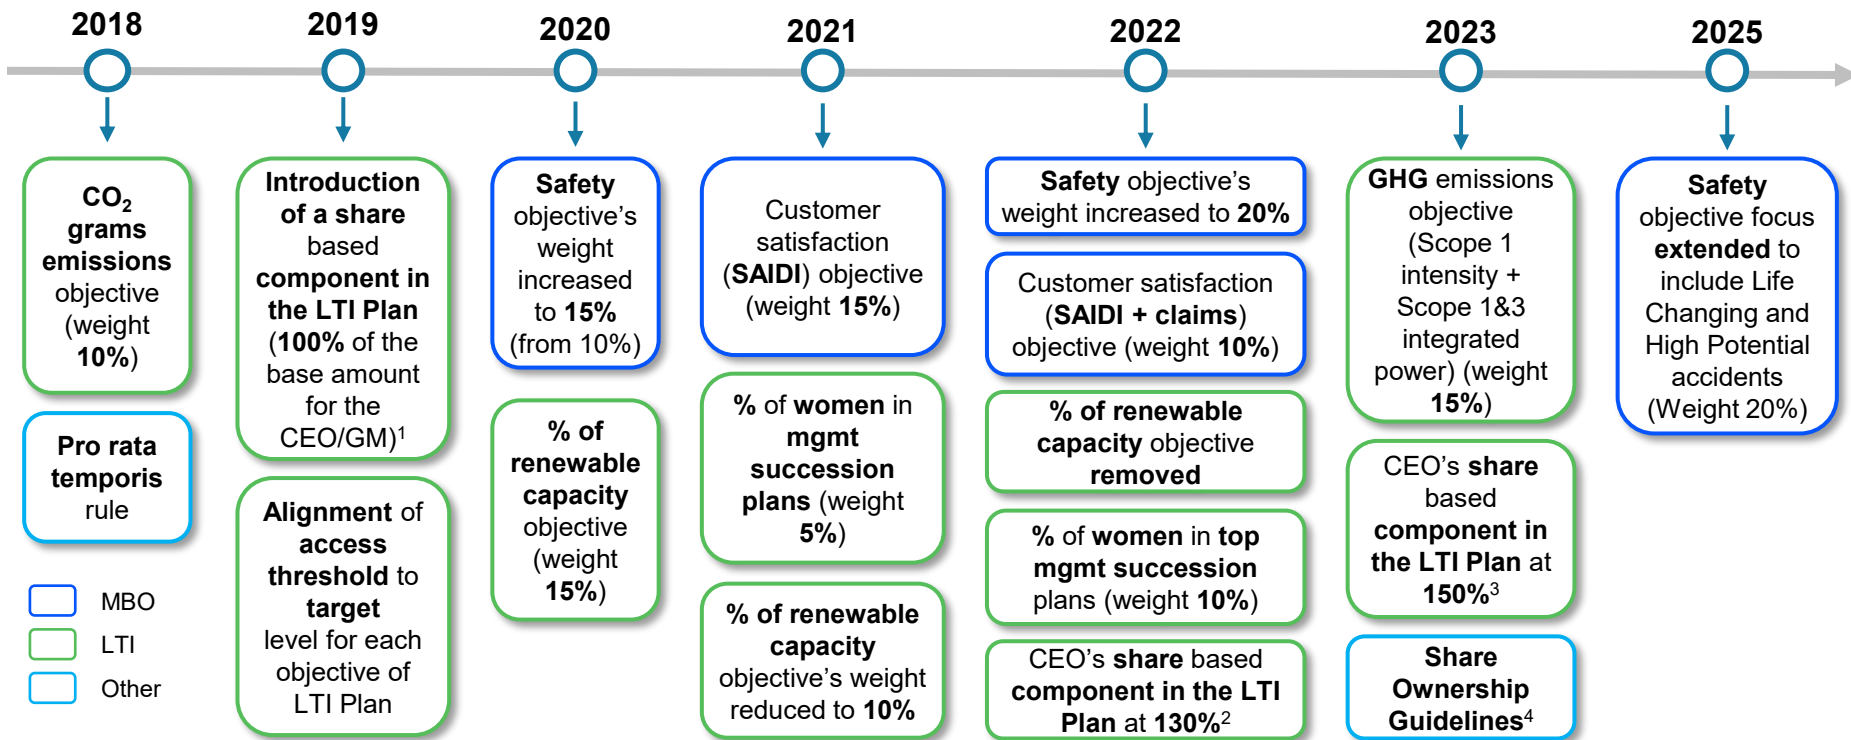 2018
2019
2020
2021
2022
2023
2025
CO2
grams
emissions
objective
(weight
10%)
Pro rata
temporis
rule
MBO
LTI
Other
Introduction
of a share
based
component in
the LTI Plan
(100% of the
base amount
for the
CEO/GM)1
Alignment of
access
threshold to
target
level for each
objective of
LTI Plan
Safety
objective’s
weight
increased
to 15%
(from 10%)
% of
renewable
capacity
objective
(weight
15%)
Customer
satisfaction
(SAIDI) objective
(weight 15%)
% of women in
mgmt
succession
plans (weight
5%)
% of renewable
capacity
objective’s weight
reduced to 10%
Safety objective’s
weight increased to 20%
Customer satisfaction
(SAIDI + claims)
objective (weight 10%)
% of renewable
capacity objective
removed
% of women in top
mgmt succession
plans (weight 10%)
CEO’s share based
component in the LTI
Plan at 130%2
GHG emissions
objective
(Scope 1
intensity +
Scope 1&3
integrated
power) (weight
15%)
CEO’s share
based
component in
the LTI Plan at
150%3
Share
Ownership
Guidelines4
Safety
objective focus
extended to
include Life
Changing and
High Potential
accidents
(Weight 20%)